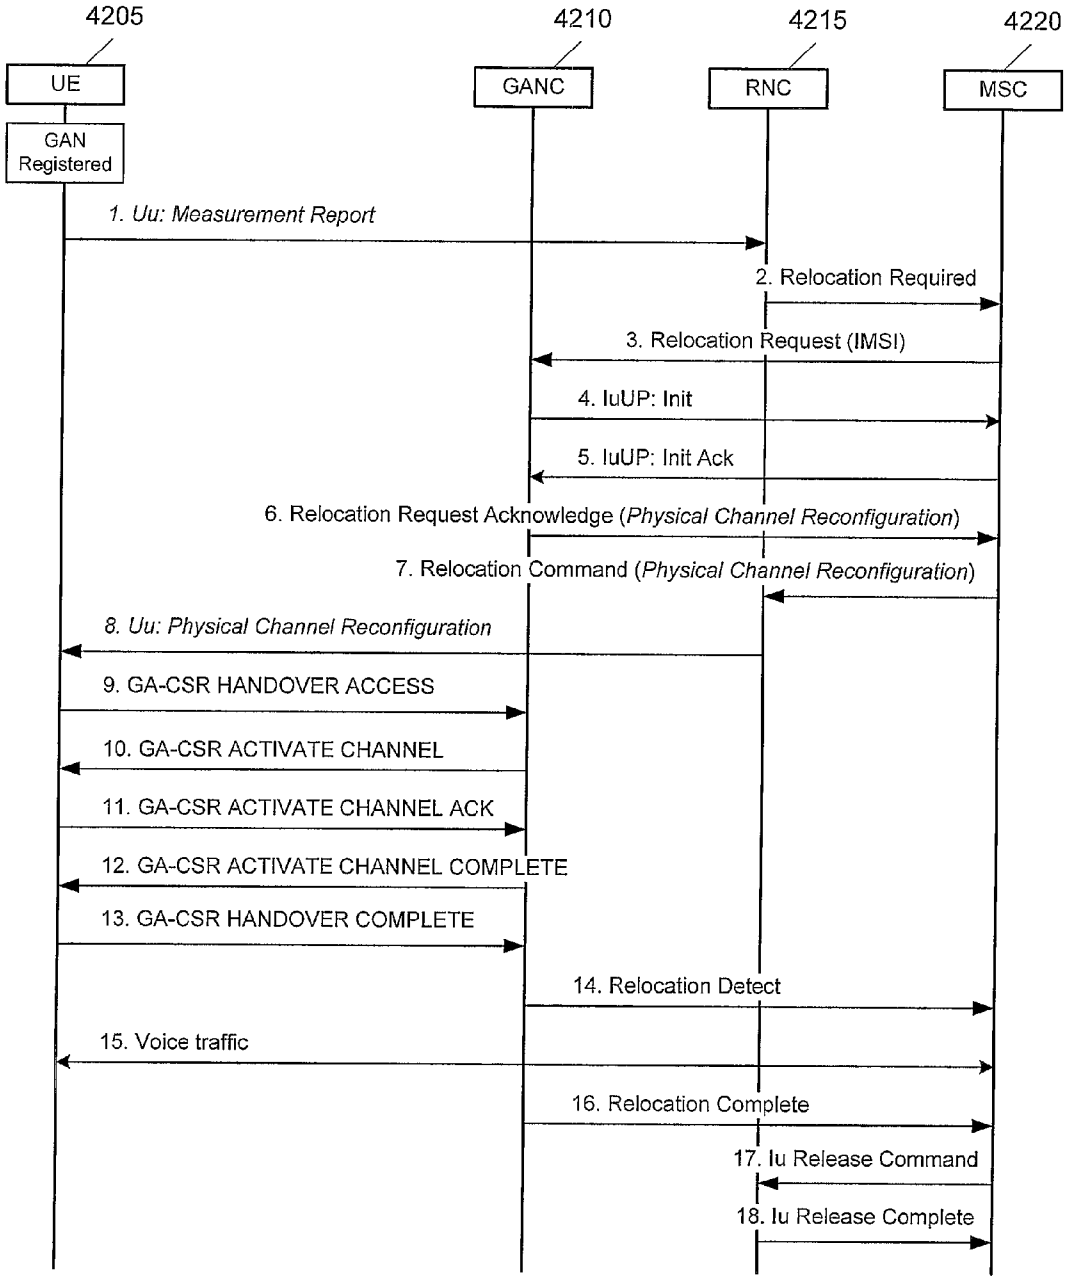 4205
4210
4215
4220
UE
GANC
RNC
MSC
GAN
Registered
1. Uu: Measurement Report
2. Relocation Required
3. Relocation Request (IMSI)
4. IuUP: Init
5. IuUP: Init Ack
6. Relocation Request Acknowledge (Physical Channel Reconfiguration)
7. Relocation Command (Physical Channel Reconfiguration)
8. Uu: Physical Channel Reconfiguration
9. GA-CSR HANDOVER ACCESS
10. GA-CSR ACTIVATE CHANNEL
11. GA-CSR ACTIVATE CHANNEL ACK
12. GA-CSR ACTIVATE CHANNEL COMPLETE
13. GA-CSR HANDOVER COMPLETE
14. Relocation Detect
15. Voice traffic
16. Relocation Complete
17. Iu Release Command
18. Iu Release Complete